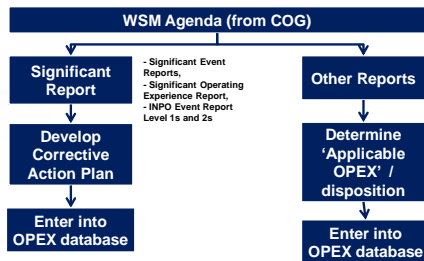 WSM Agenda (from COG)
Significant
Report
- Significant Event
Reports,
- Significant Operating
Experience Report,
- INPO Event Report
Level 1s and 2s
Other Reports
Develop
Corrective
Action Plan
Determine
‘Applicable
OPEX’ /
disposition
Enter into
OPEX database
Enter into
OPEX database